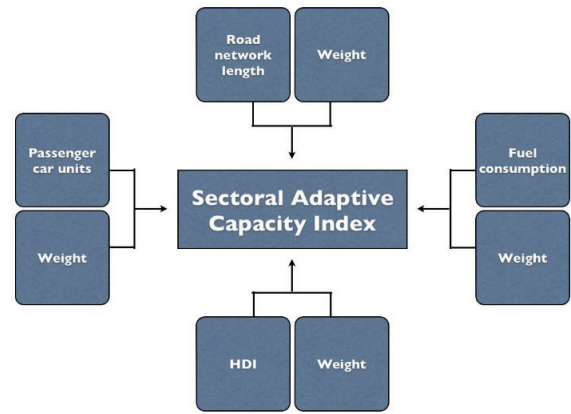 Road
network
length
Weight
Passenger
car units
Weight
Sectoral Adaptive
Capacity Index
Fuel
consumption
Weight
HDI
Weight